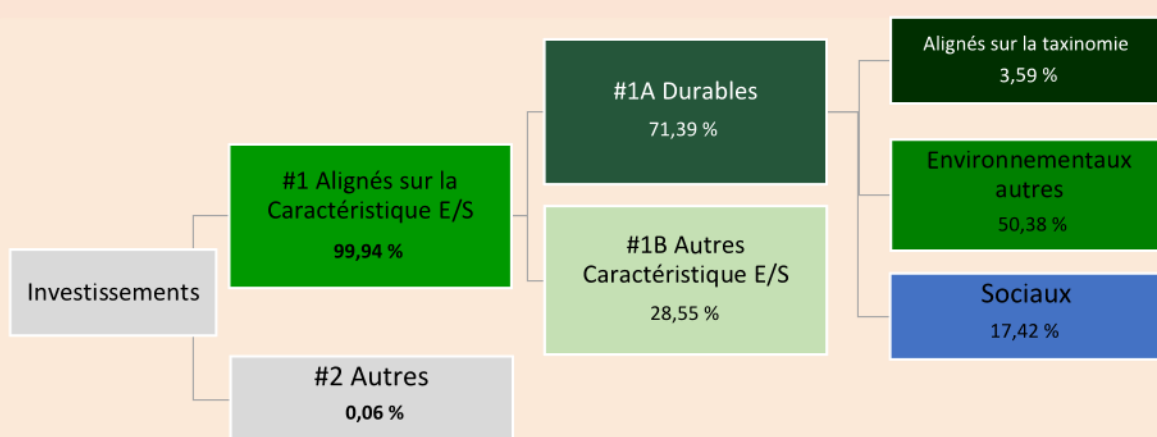 Investissements
#1 Alignés sur la
Caractéristique E/S
99,94 %
#2 Autres
0,06 %
#1A Durables
71,39 %
#1B Autres
Caractéristique E/S
28,55 %
Alignés sur la taxinomie
3,59 %
Environnementaux
autres
50,38 %
Sociaux
17,42 %